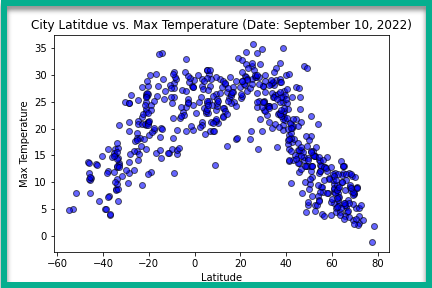 City Latitdue vs. Max Temperature (Date: September 10, 2022)
35
30
25
20
15
10
5
0
Max Temperature
−60 −40 −20 0 20 40 60 80
Latitude